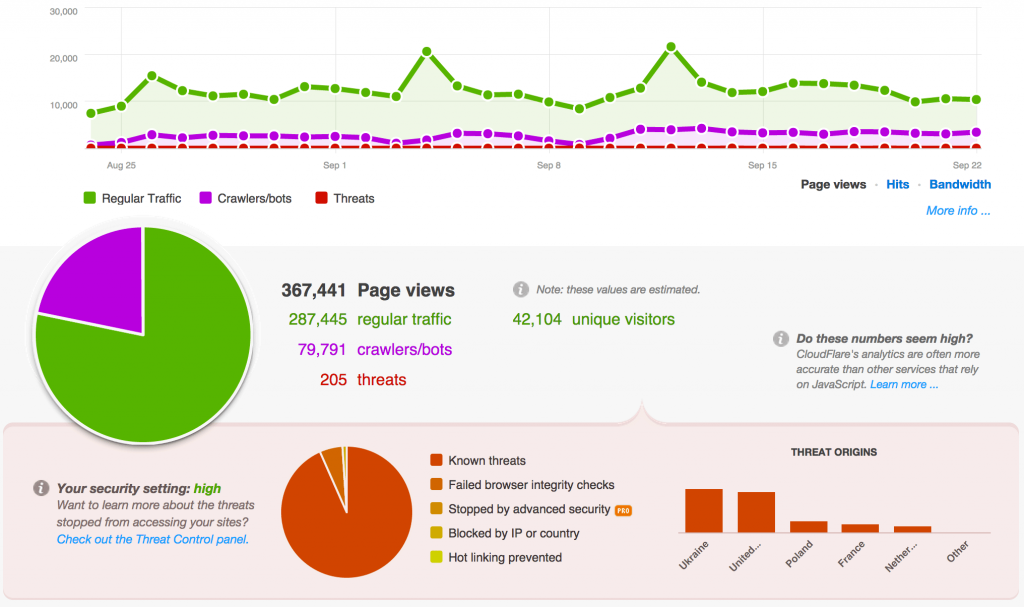 30,000
20,000
10,000
Aug 25
Sep 1
Sep 8
Sep 15
Sep 22
Regular Traffic
Crawlers/bots
Threats
Page views · Hits · Bandwidth
More info ...
367,441 Page views
287,445 regular traffic
79,791 crawlers/bots
205 threats
Note: these values are estimated.
42,104 unique visitors
Do these numbers seem high?
CloudFlare's analytics are often more
accurate than other services that rely
on JavaScript. Learn more ...
Your security setting: high
Want to learn more about the threats
stopped from accessing your sites?
Check out the Threat Control panel.
Known threats
Failed browser integrity checks
Stopped by advanced security PRO
Blocked by IP or country
Hot linking prevented
THREAT ORIGINS
Ukraine
United...
Poland
France
Nether...
Other